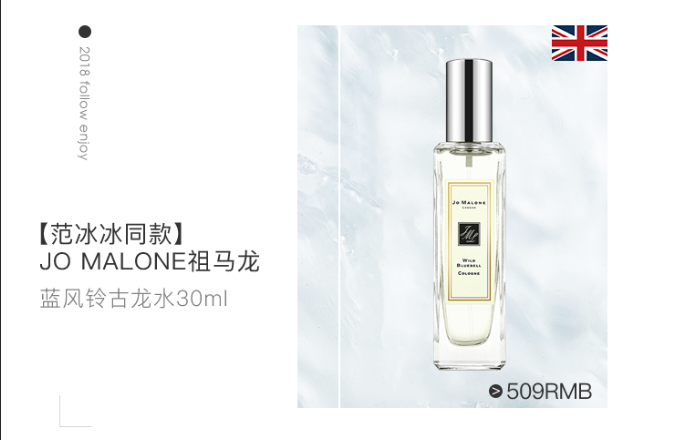 2018 follow enjoy
【范冰冰同款】
JO MALONE祖马龙
蓝风铃古龙水30ml
JO MALONE
LONDON
WILD
BLUEBELL
COLOGNE
509RMB